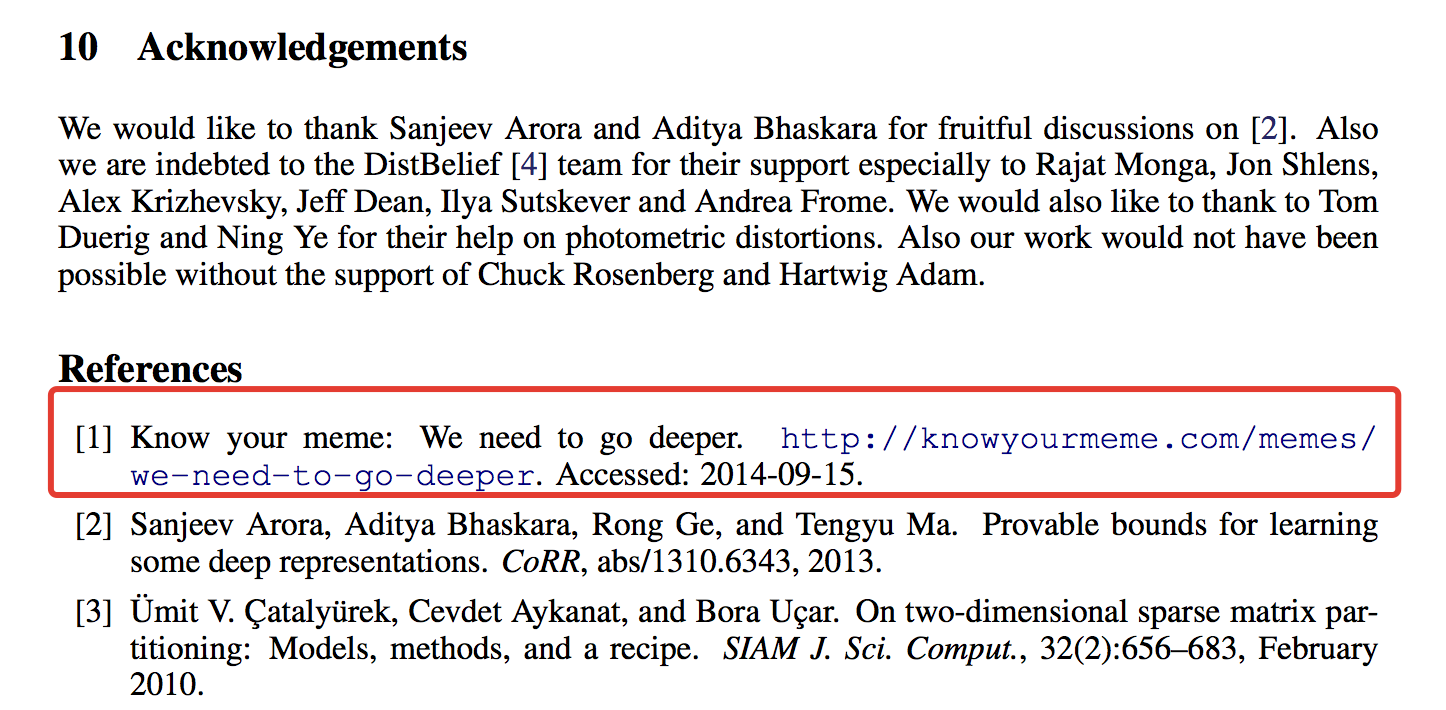 10 Acknowledgements
We would like to thank Sanjeev Arora and Aditya Bhaskara for fruitful discussions on [2]. Also
we are indebted to the DistBelief [4] team for their support especially to Rajat Monga, Jon Shlens,
Alex Krizhevsky, Jeff Dean, Ilya Sutskever and Andrea Frome. We would also like to thank to Tom
Duerig and Ning Ye for their help on photometric distortions. Also our work would not have been
possible without the support of Chuck Rosenberg and Hartwig Adam.
References
[1] Know your meme: We need to go deeper. http://knowyourmeme.com/memes/
we-need-to-go-deeper. Accessed: 2014-09-15.
[2] Sanjeev Arora, Aditya Bhaskara, Rong Ge, and Tengyu Ma. Provable bounds for learning
some deep representations. CoRR, abs/1310.6343, 2013.
[3] Ümit V. Çatalyürek, Cevdet Aykanat, and Bora Uçar. On two-dimensional sparse matrix par-
titioning: Models, methods, and a recipe. SIAM J. Sci. Comput., 32(2):656–683, February
2010.